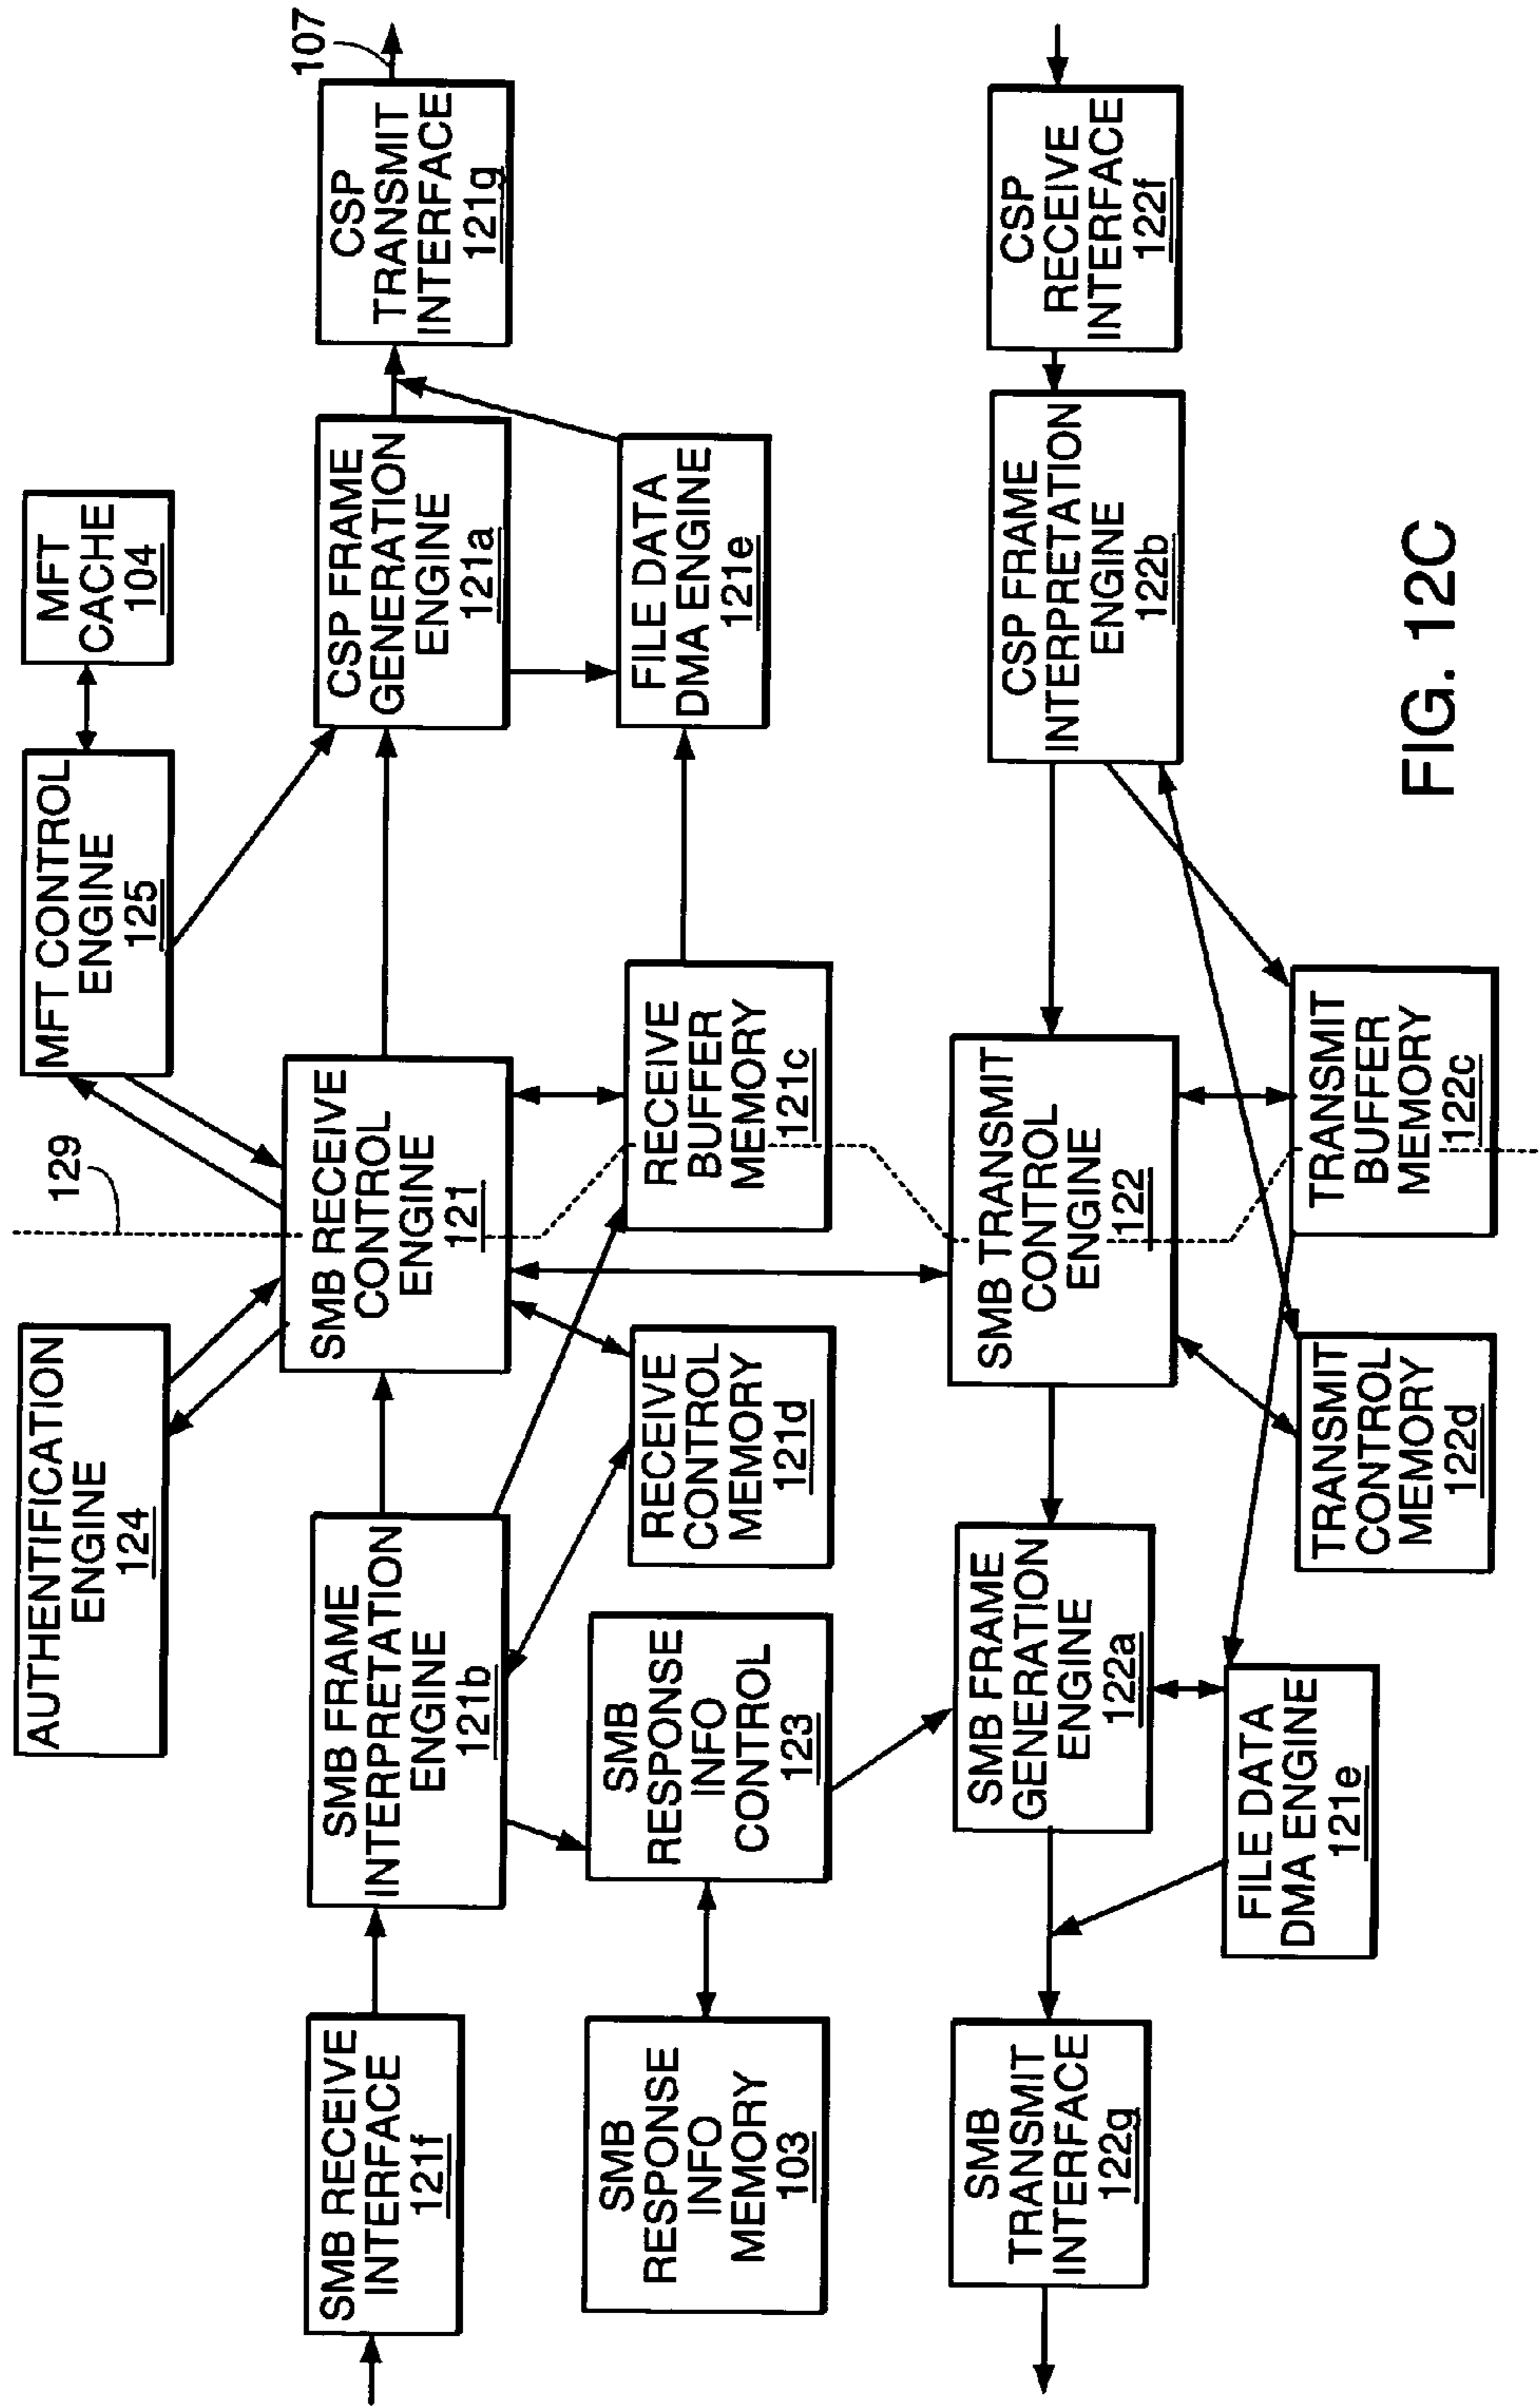 AUTHENTIFICATION
ENGINE
124
129
MFT CONTROL
ENGINE
125
MFT
CACHE
104
107
SMB RECEIVE
INTERFACE
121f
SMB FRAME
INTERPRETATION
ENGINE
121b
SMB RECEIVE
CONTROL
ENGINE
121
CSP FRAME
GENERATION
ENGINE
121a
CSP
TRANSMIT
INTERFACE
121g
SMB
RESPONSE
INFO
MEMORY
103
SMB
RESPONSE
INFO
CONTROL
123
RECEIVE
CONTROL
MEMORY
121d
RECEIVE
BUFFER
MEMORY
121c
FILE DATA
DMA ENGINE
121e
SMB
TRANSMIT
INTERFACE
122g
SMB FRAME
GENERATION
ENGINE
122a
SMB TRANSMIT
CONTROL
ENGINE
122
CSP FRAME
INTERPRETATION
ENGINE
122b
CSP
RECEIVE
INTERFACE
122f
FILE DATA
DMA ENGINE
121e
TRANSMIT
CONTROL
MEMORY
122d
TRANSMIT
BUFFER
MEMORY
122c
FIG. 12C